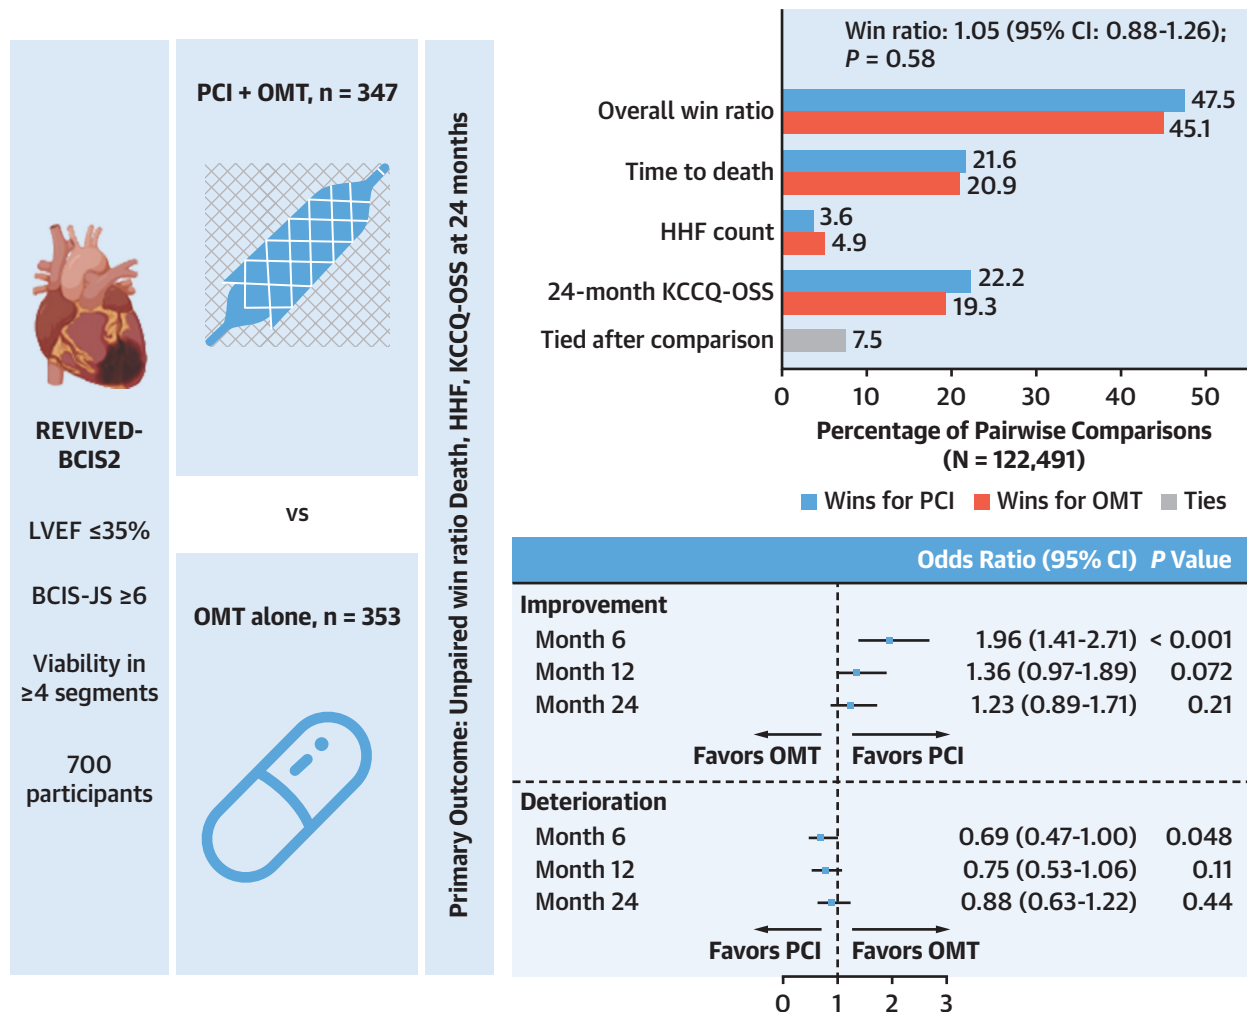 REVIVED-
BCIS2
LVEF ≤35%
BCIS-JS ≥6
Viability in
≥4 segments
700
participants
PCI + OMT, n = 347
vs
OMT alone, n = 353
Primary Outcome: Unpaired win ratio Death, HHF, KCCQ-OSS at 24 months
Win ratio: 1.05 (95% CI: 0.88-1.26);
P = 0.58
Overall win ratio 47.5
45.1
Time to death 21.6
20.9
HHF count 3.6
4.9
24-month KCCQ-OSS 22.2
19.3
Tied after comparison 7.5
0 10 20 30 40 50
Percentage of Pairwise Comparisons
(N = 122,491)
Wins for PCI Wins for OMT Ties
Odds Ratio (95% CI) P Value
Improvement
Month 6 1.96 (1.41-2.71) < 0.001
Month 12 1.36 (0.97-1.89) 0.072
Month 24 1.23 (0.89-1.71) 0.21
Favors OMT Favors PCI
Deterioration
Month 6 0.69 (0.47-1.00) 0.048
Month 12 0.75 (0.53-1.06) 0.11
Month 24 0.88 (0.63-1.22) 0.44
Favors PCI Favors OMT
0 1 2 3